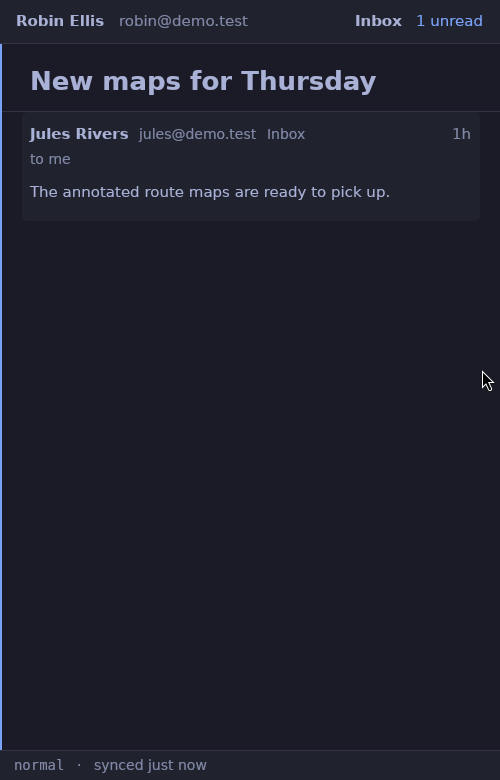 Robin Ellis robin@demo.test Inbox 1 unread
New maps for Thursday
Jules Rivers jules@demo.test Inbox 1h
to me
The annotated route maps are ready to pick up.
normal · synced just now